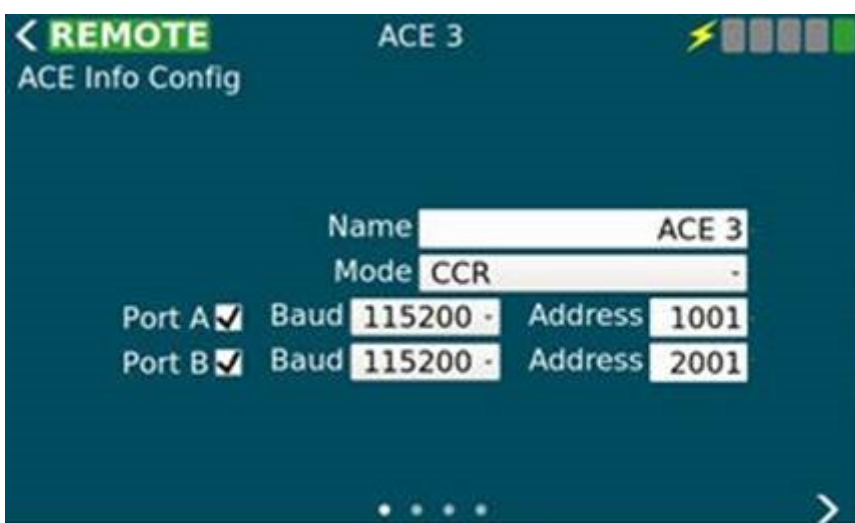 < REMOTE ACE 3
ACE Info Config
Name ACE 3
Mode CCR
Port A Baud 115200 Address 1001
Port B Baud 115200 Address 2001
>